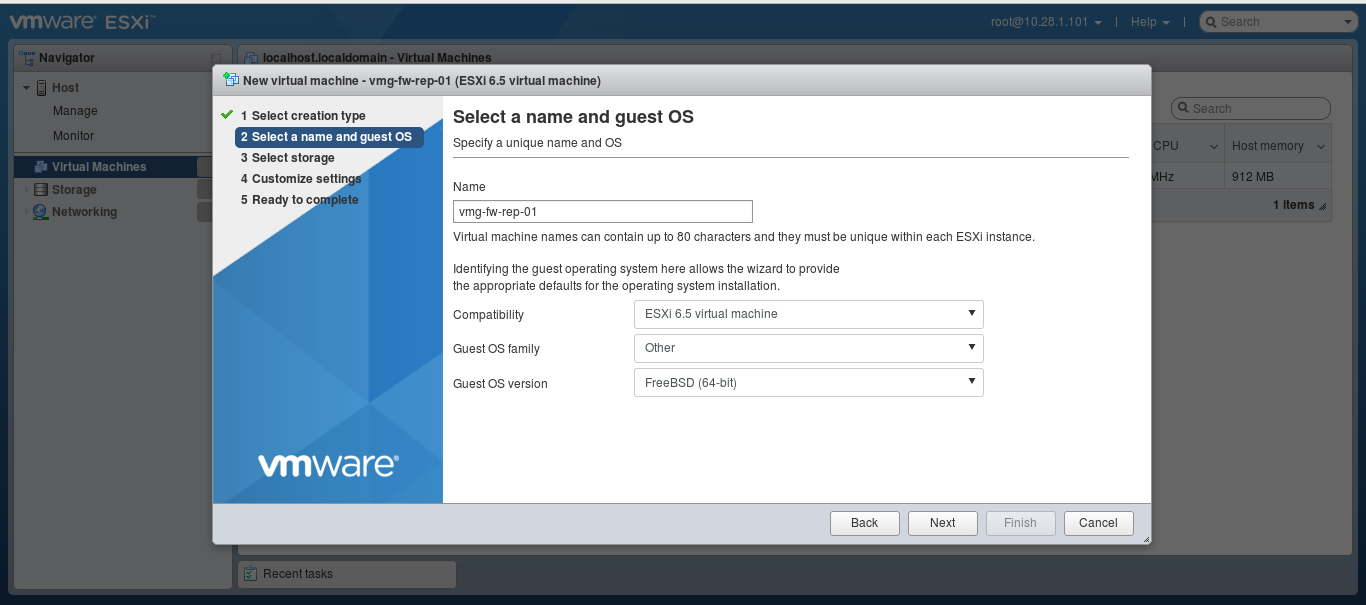 vmware® ESXi™
root@10.28.1.101 | Help | Search
Navigator
localhost.localdomain - Virtual Machines
Host
Manage
Monitor
Virtual Machines
Storage
Networking
Search
CPU Host memory
MHz 912 MB
1 items
New virtual machine - vmg-fw-rep-01 (ESXi 6.5 virtual machine)
1 Select creation type
2 Select a name and guest OS
3 Select storage
4 Customize settings
5 Ready to complete
vmware®
Select a name and guest OS
Specify a unique name and OS
Name
vmg-fw-rep-01
Virtual machine names can contain up to 80 characters and they must be unique within each ESXi instance.
Identifying the guest operating system here allows the wizard to provide
the appropriate defaults for the operating system installation.
Compatibility ESXi 6.5 virtual machine
Guest OS family Other
Guest OS version FreeBSD (64-bit)
Back Next Finish Cancel
Recent tasks